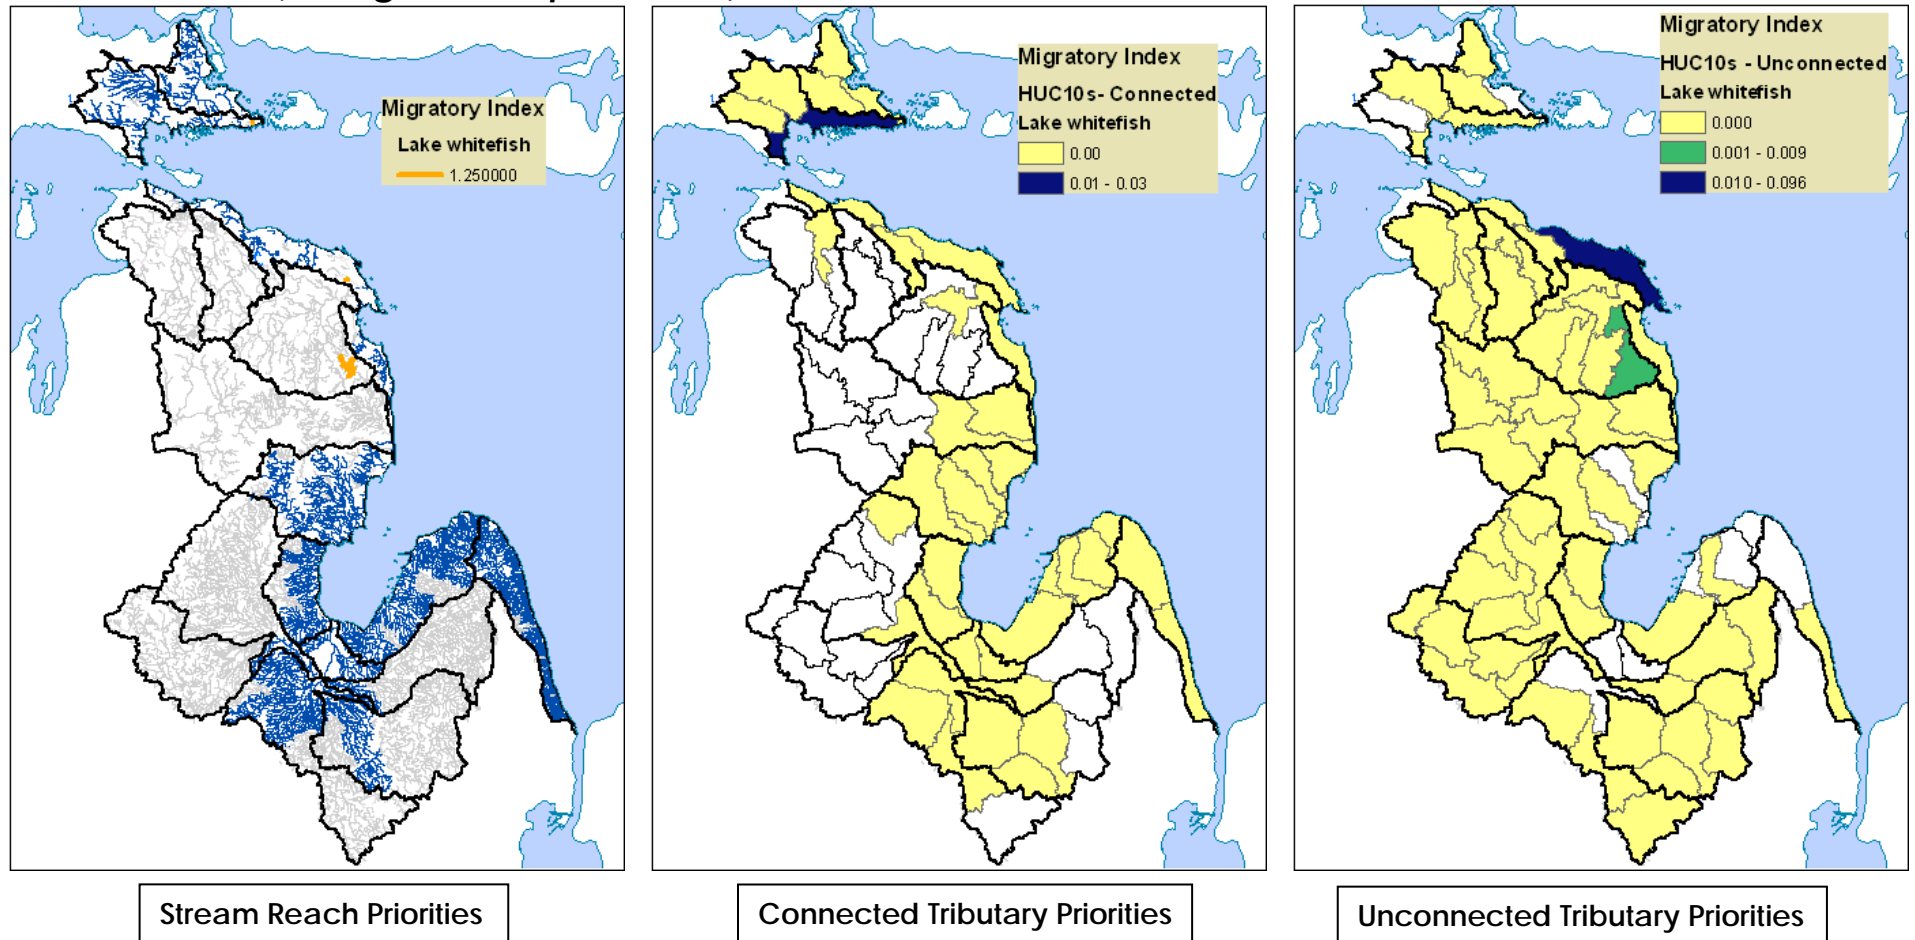 Migratory Index
Lake whitefish
1.250000
Migratory Index
HUC10s- Connected
Lake whitefish
0.00
0.01 - 0.03
Migratory Index
HUC10s - Unconnected
Lake whitefish
0.000
0.001 - 0.009
0.010 - 0.096
Stream Reach Priorities
Connected Tributary Priorities
Unconnected Tributary Priorities